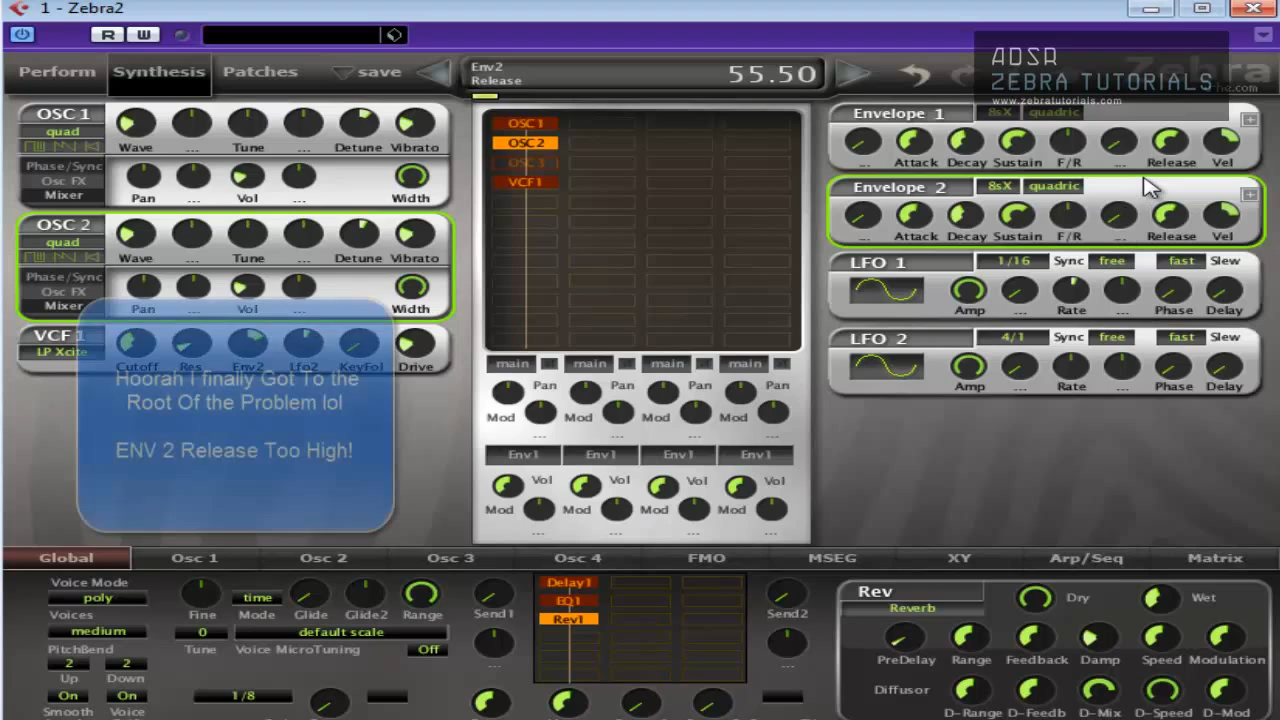 1 - Zebra2
R W
ADSR
ZEBRA TUTORIALS
www.zebratutorials.com
Perform Synthesis Patches save
Env2
Release
55.50
OSC 1
quad
Wave ... Tune ... Detune Vibrato
Phase/Sync
Osc FX
Mixer
Pan ... Vol ... Width
OSC 2
quad
Wave ... Tune ... Detune Vibrato
Phase/Sync
Osc FX
Mixer
Pan ... Vol ... Width
VCF 1
LP Xcite
Cutoff Res Env2 Lfo2 KeyFol Drive
Hoorah I finally Got To the
Root Of the Problem lol
ENV 2 Release Too High!
OSC 1
OSC 2
OSC 3
VCF1
main main main main
Pan Pan Pan Pan
Mod Mod Mod Mod
... ... ... ...
Env1 Env1 Env1 Env1
Vol Vol Vol Vol
Mod Mod Mod Mod
... ... ... ...
Envelope 1 8sX quadric
... Attack Decay Sustain F/R ... Release Vel
Envelope 2 8sX quadric
... Attack Decay Sustain F/R ... Release Vel
LFO 1 1/16 Sync free fast Slew
Amp ... Rate ... Phase Delay
LFO 2 4/1 Sync free fast Slew
Amp ... Rate ... Phase Delay
Global Osc 1 Osc 2 Osc 3 Osc 4 FMO MSEG XY Arp/Seq Matrix
Voice Mode
poly
Voices
medium
PitchBend
2 2
Up Down
On On
Smooth Voice
Fine
time
Mode Glide Glide2 Range
0 default scale
Tune Voice MicroTuning Off
1/8
Send1
...
Delay1
EQ1
Rev1
Send2
...
Rev
Reverb
Dry Wet
PreDelay Range Feedback Damp Speed Modulation
Diffusor
D-Range D-Feedb D-Mix D-Speed D-Mod